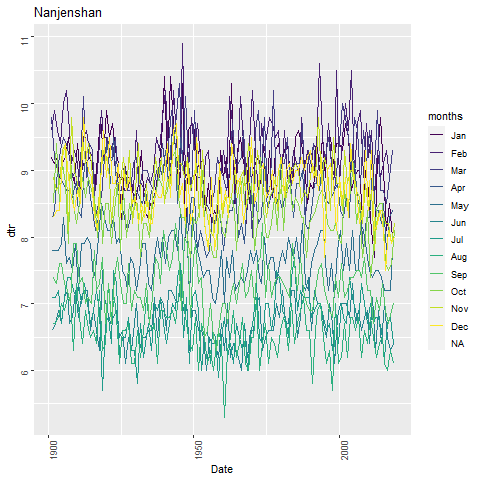 Nanjenshan
dtr
11
10
9
8
7
6
1900
1950
2000
Date
months
Jan
Feb
Mar
Apr
May
Jun
Jul
Aug
Sep
Oct
Nov
Dec
NA